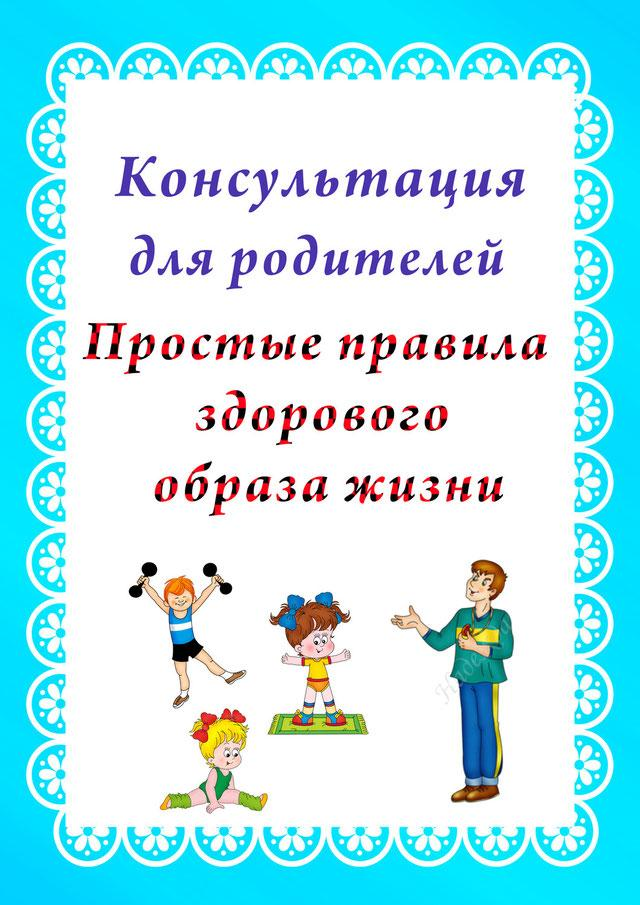 Консультация
для родителей
Простые правила
здорового
образа жизни